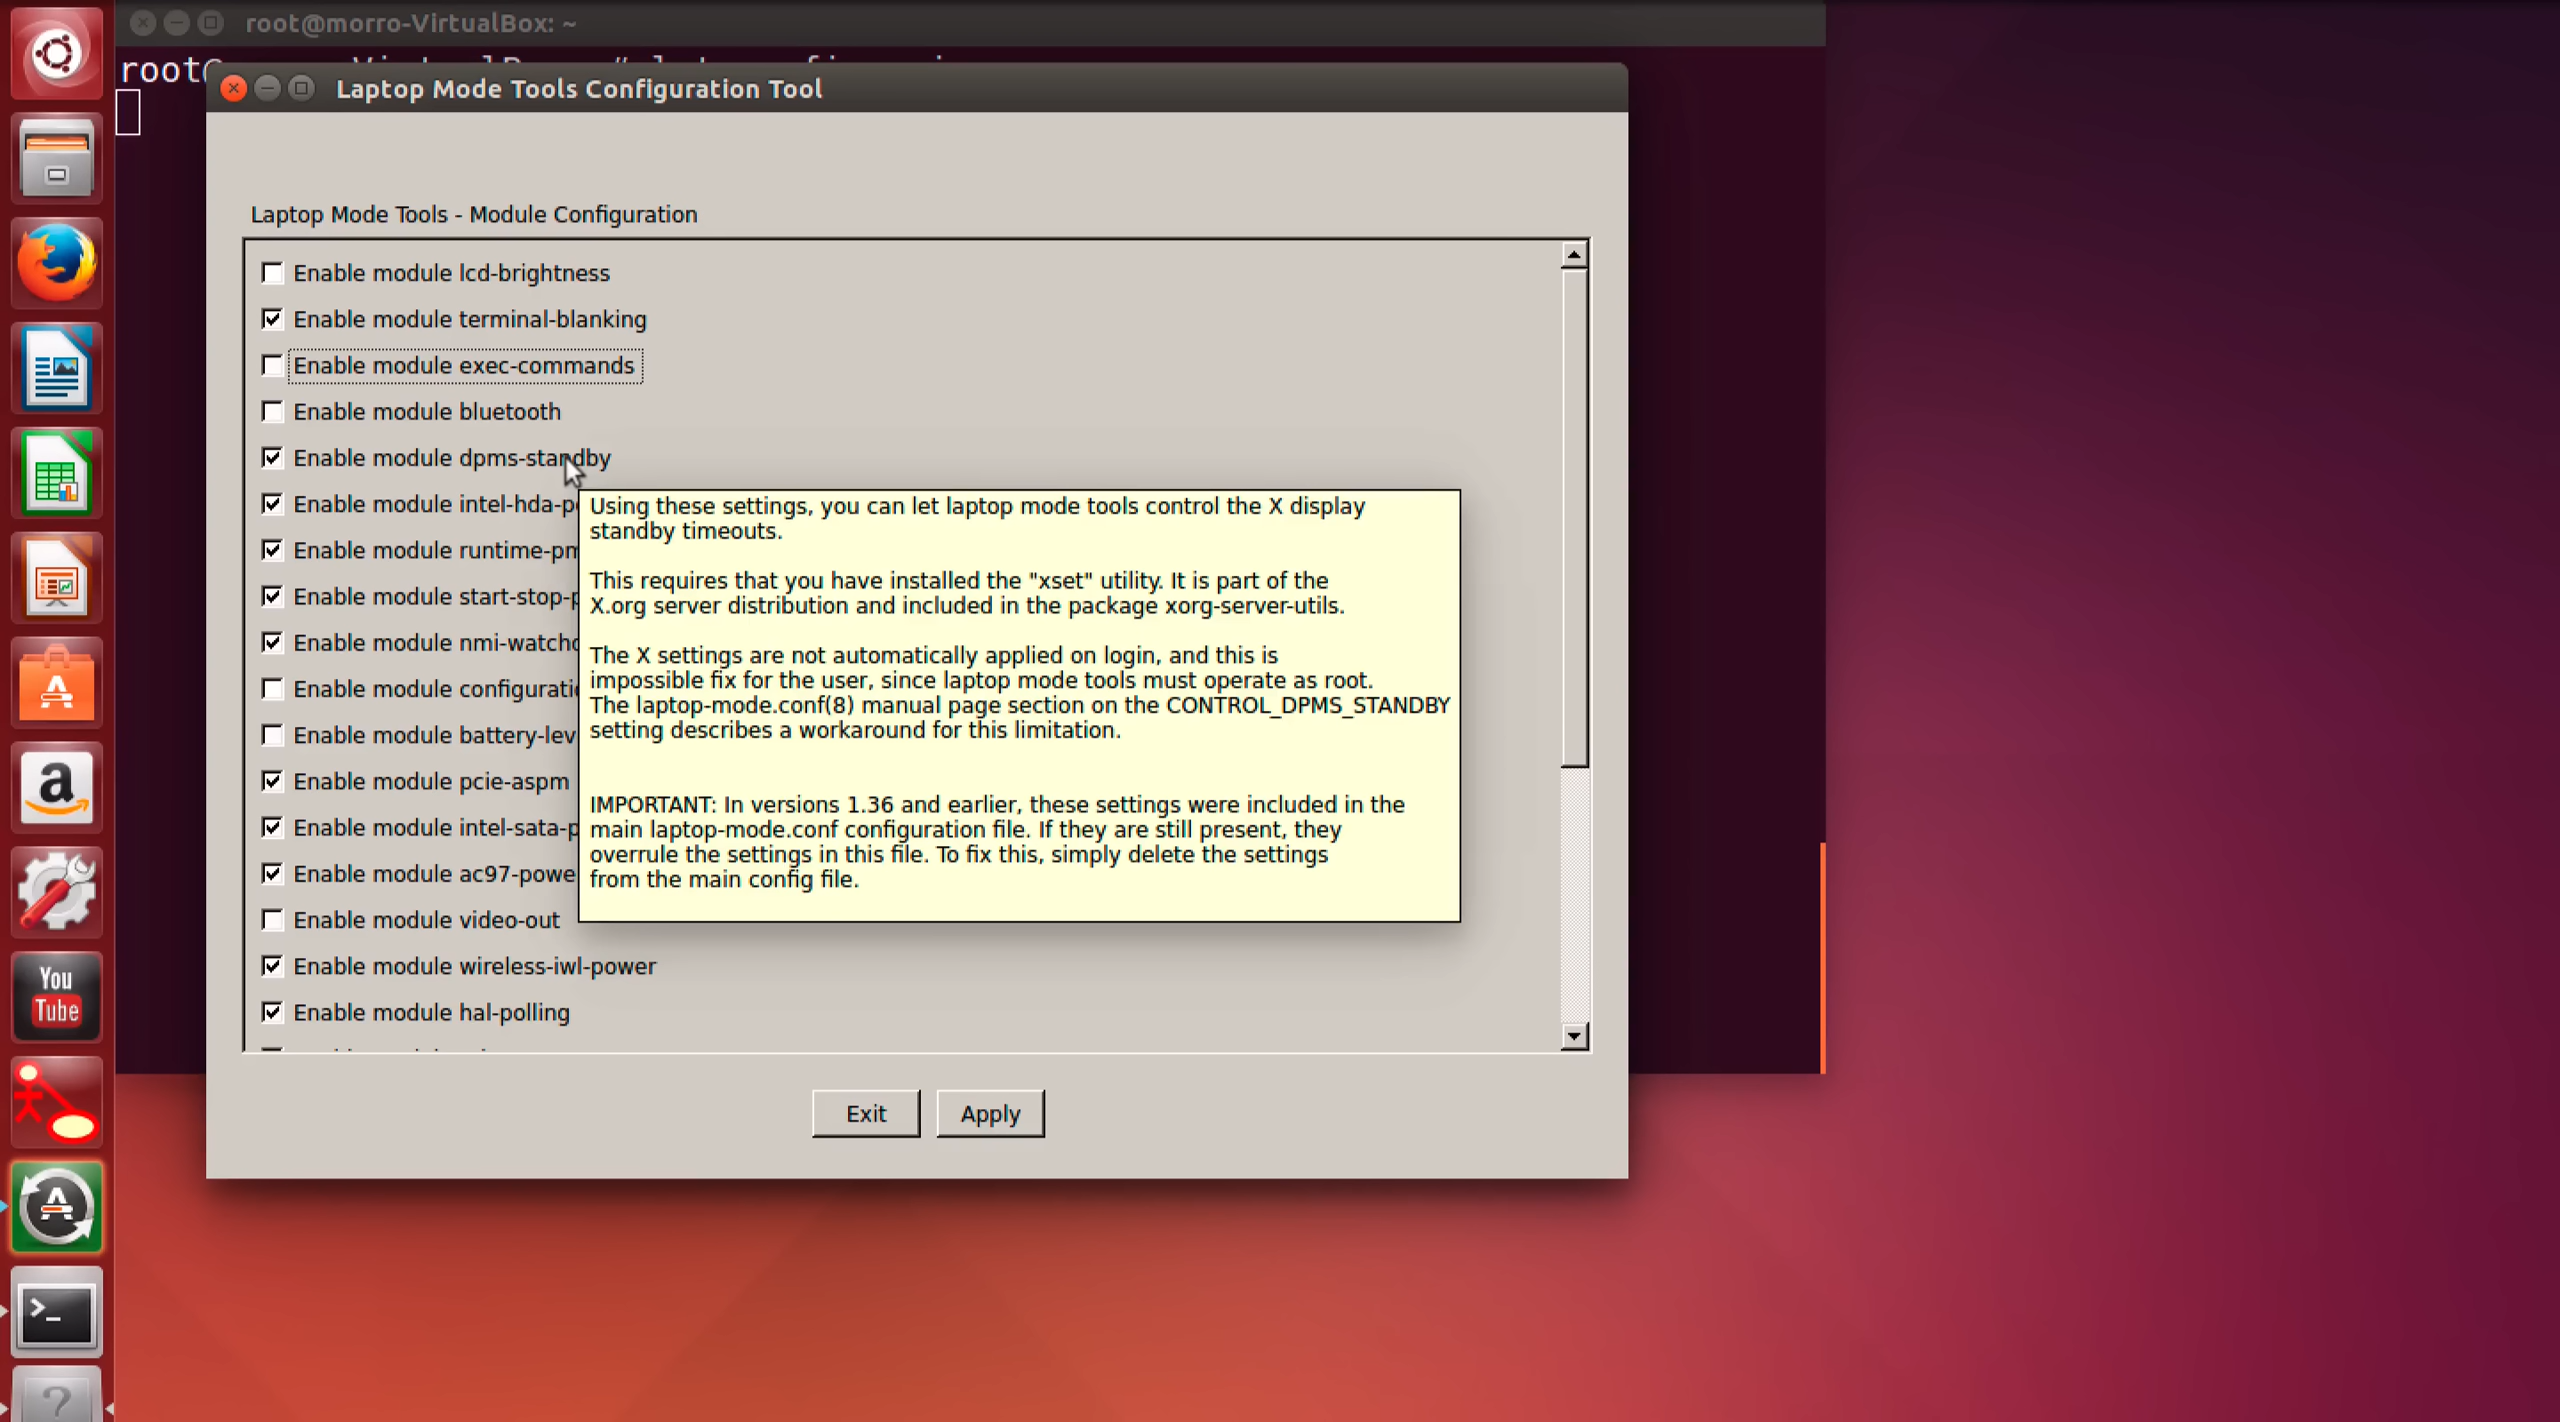 root@morro-VirtualBox: ~
root@
Laptop Mode Tools Configuration Tool
Laptop Mode Tools - Module Configuration
Enable module lcd-brightness
Enable module terminal-blanking
Enable module exec-commands
Enable module bluetooth
Enable module dpms-standby
Enable module intel-hda-p
Enable module runtime-pm
Enable module start-stop-p
Enable module nmi-watch
Enable module configurati
Enable module battery-lev
Enable module pcie-aspm
Enable module intel-sata-p
Enable module ac97-powe
Enable module video-out
Enable module wireless-iwl-power
Enable module hal-polling
Using these settings, you can let laptop mode tools control the X display
standby timeouts.
This requires that you have installed the "xset" utility. It is part of the
X.org server distribution and included in the package xorg-server-utils.
The X settings are not automatically applied on login, and this is
impossible fix for the user, since laptop mode tools must operate as root.
The laptop-mode.conf(8) manual page section on the CONTROL_DPMS_STANDBY
setting describes a workaround for this limitation.
IMPORTANT: In versions 1.36 and earlier, these settings were included in the
main laptop-mode.conf configuration file. If they are still present, they
overrule the settings in this file. To fix this, simply delete the settings
from the main config file.
Exit
Apply
a
You
Tube
>_
?